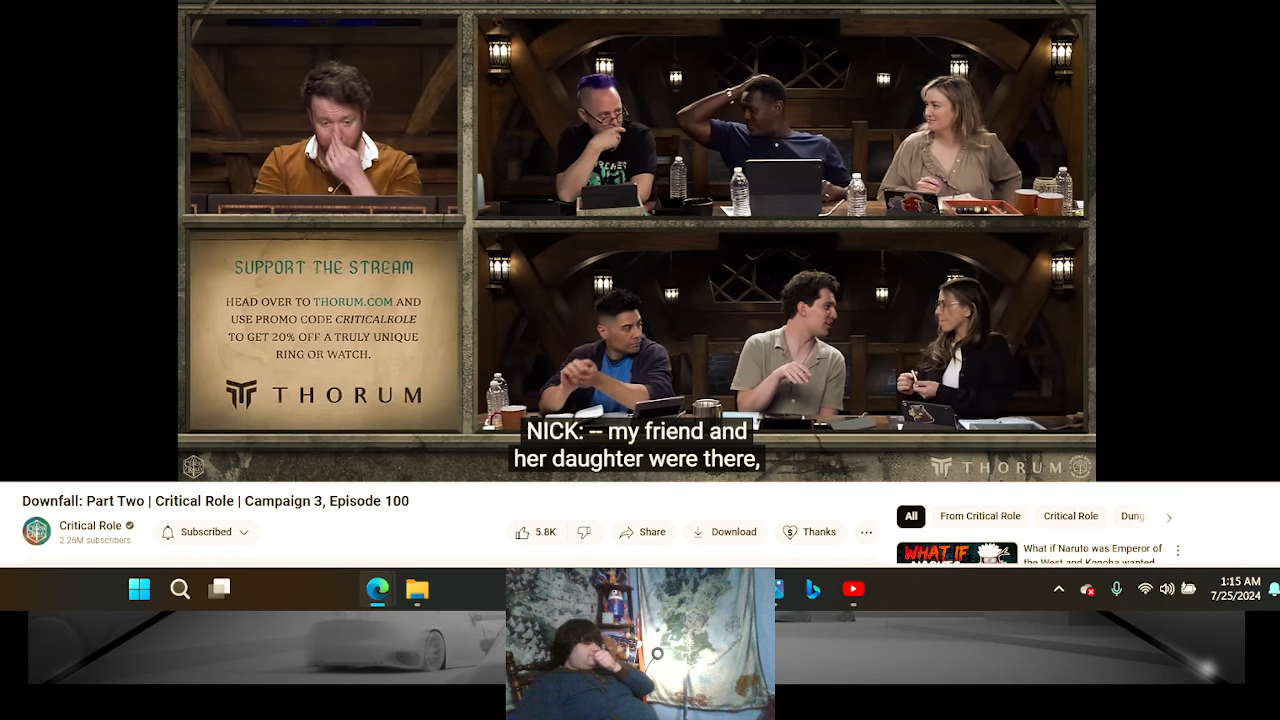 SUPPORT THE STREAM
HEAD OVER TO THORUM.COM AND
USE PROMO CODE CRITICALROLE
TO GET 20% OFF A TRULY UNIQUE
RING OR WATCH.
THORUM
NICK: -- my friend and
her daughter were there,
THORUM
Downfall: Part Two | Critical Role | Campaign 3, Episode 100
Critical Role
2.26M subscribers
Subscribed
5.8K
Share
Download
Thanks
All
From Critical Role
Critical Role
Dung
WHAT IF
What if Naruto was Emperor of
the West and Konoha wanted
1:15 AM
7/25/2024